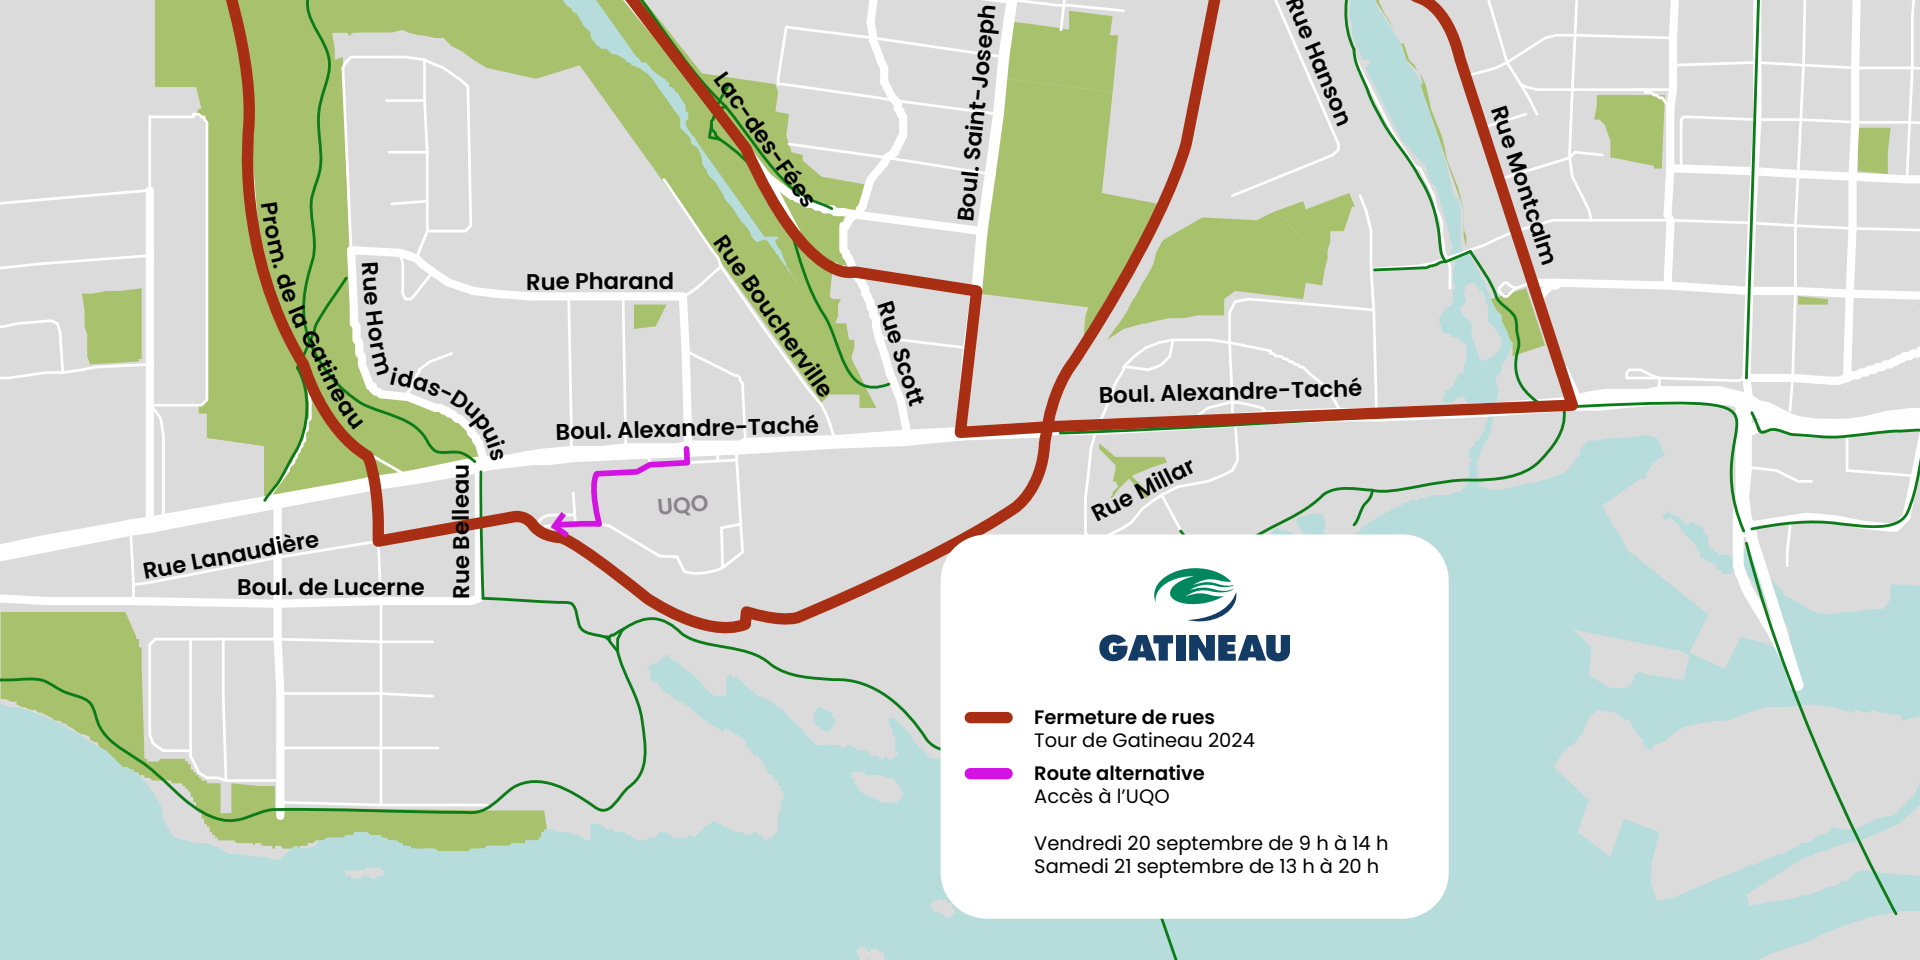 Prom. de la Gatineau
Rue Hormidas-Dupuis
Rue Pharand
Rue Boucherville
Lac-des-Fées
Rue Scott
Boul. Saint-Joseph
Rue Hanson
Rue Montcalm
Boul. Alexandre-Taché
Boul. Alexandre-Taché
Rue Belleau
UQO
Rue Millar
Rue Lanaudière
Boul. de Lucerne
GATINEAU
Fermeture de rues
Tour de Gatineau 2024
Route alternative
Accès à l'UQO
Vendredi 20 septembre de 9 h à 14 h
Samedi 21 septembre de 13 h à 20 h